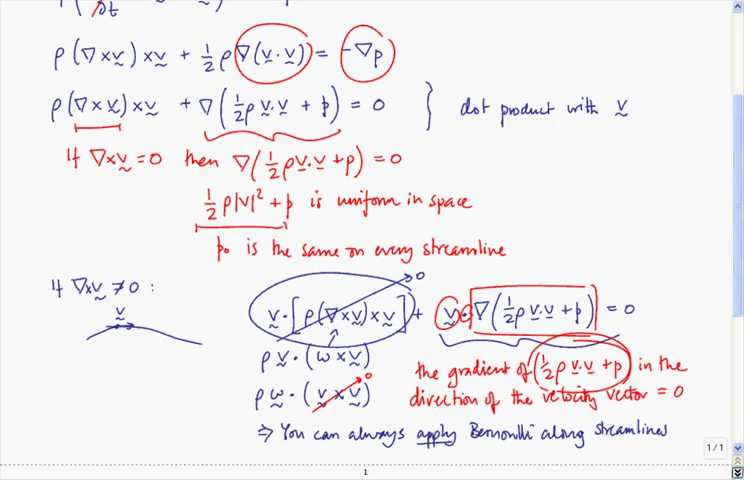 ∂t
ρ(∇×v)×v + ½ρ∇(v·v) = -∇p
ρ(∇×v)×v + ∇(½ρv·v + p) = 0 } dot product with v
If ∇×v=0 then ∇(½ρv·v+p) = 0
½ρ|v|² + p is uniform in space
p₀ is the same on every streamline
If ∇×v ≠ 0 :
v
v·[ρ(∇×v)×v] + v·∇(½ρv·v+p) = 0
0
ρv·(ω×v)
ρω·(v×v)
0
the gradient of (½ρv·v+p) in the
direction of the velocity vector = 0
⇒ You can always apply Bernoulli along streamlines
1/1
1